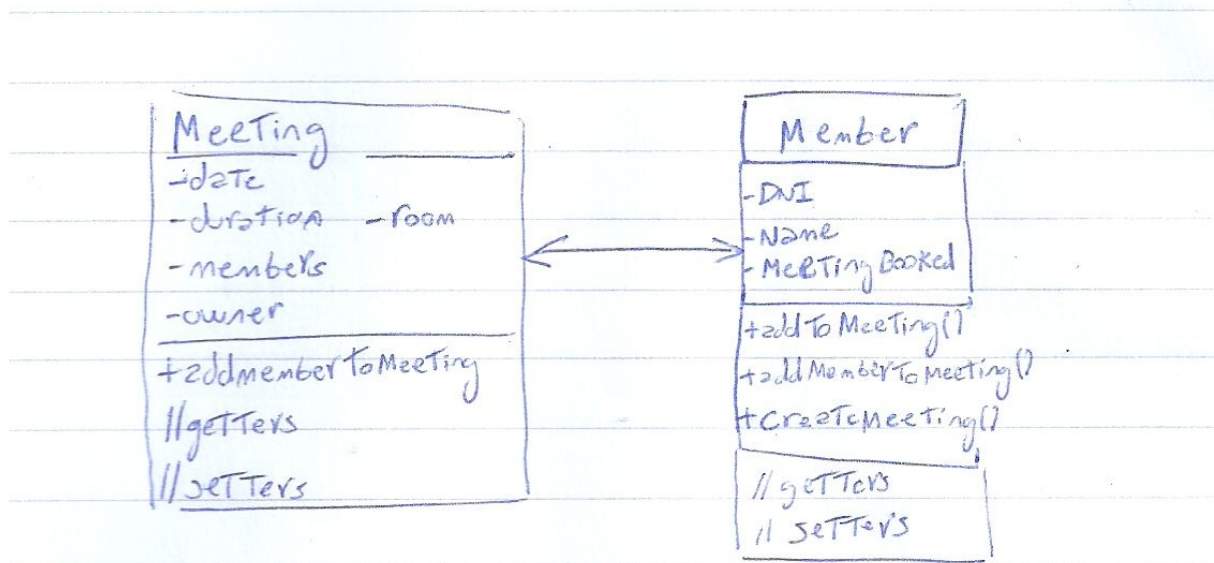 Meeting
-date
-duration -room
-members
-owner
+addmemberToMeeting
//getters
//setters
Member
-DNI
-Name
-MeetingBooked
+addToMeeting()
+addMemberToMeeting()
+CreateMeeting()
//getters
//setters